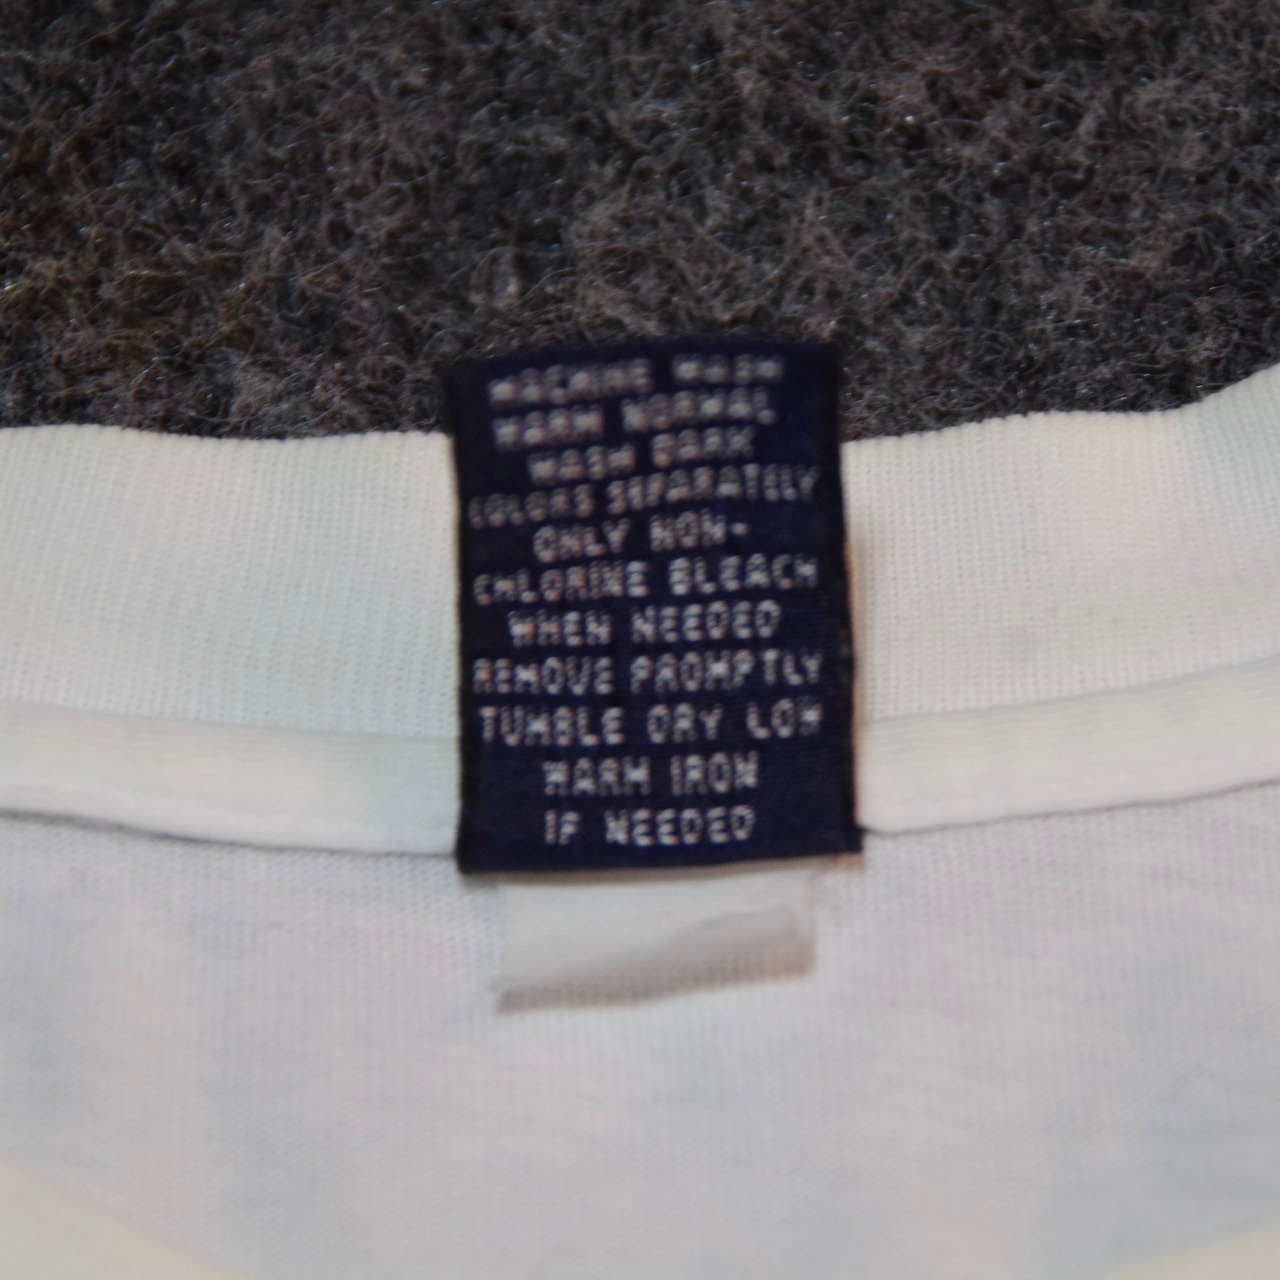 MACHINE WASH
WARM NORMAL
WASH DARK
COLORS SEPARATELY
ONLY NON-
CHLORINE BLEACH
WHEN NEEDED
REMOVE PROMPTLY
TUMBLE DRY LOW
WARM IRON
IF NEEDED